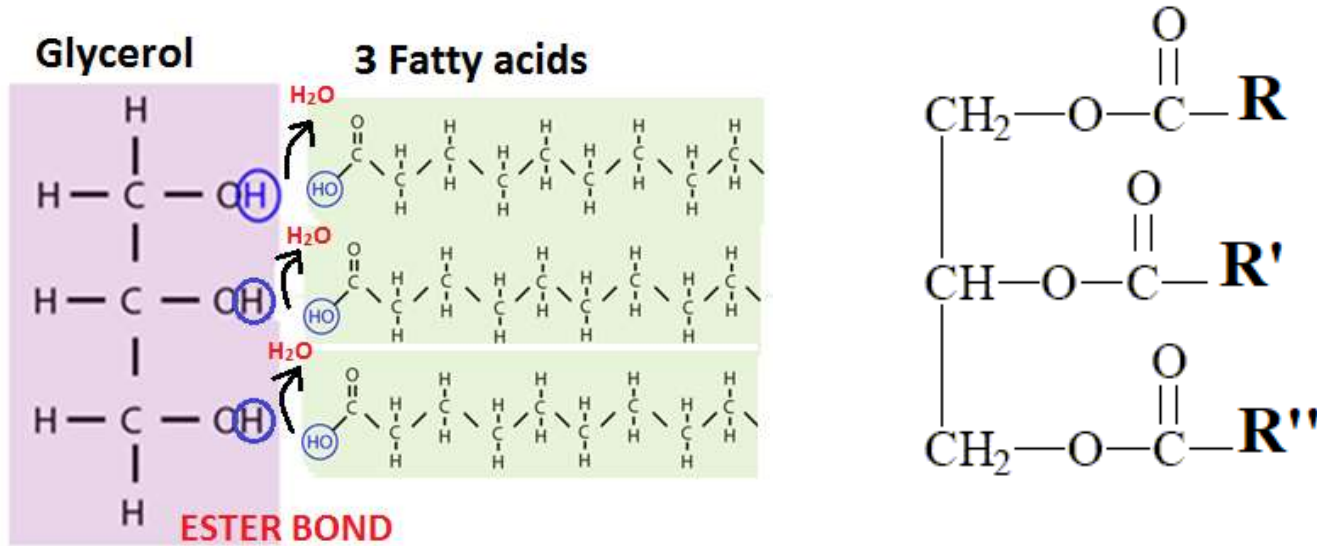 Glycerol
3 Fatty acids
H
H — C — OH
H — C — OH
H — C — OH
H
H₂O
O H H H H
C H C H C H C H C
HO C H C H C H C H
H H H H
H₂O
O H H H H
C H C H C H C H C
HO C H C H C H C H
H H H H
H₂O
O H H H H
C H C H C H C H C
HO C H C H C H C H
H H H H
ESTER BOND
O
CH₂—O—C—R
O
CH—O—C—R'
O
CH₂—O—C—R''